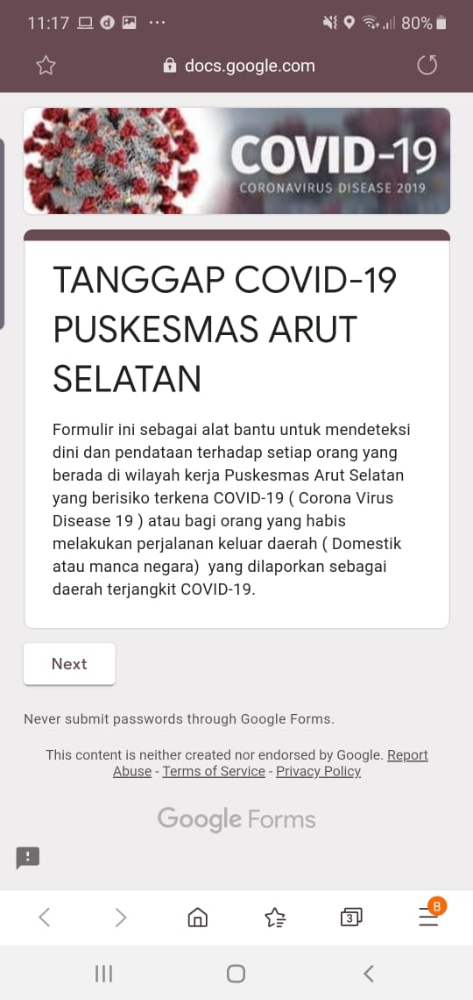 11:17
80%
docs.google.com
COVID-19
CORONAVIRUS DISEASE 2019
TANGGAP COVID-19
PUSKESMAS ARUT
SELATAN
Formulir ini sebagai alat bantu untuk mendeteksi
dini dan pendataan terhadap setiap orang yang
berada di wilayah kerja Puskesmas Arut Selatan
yang berisiko terkena COVID-19 ( Corona Virus
Disease 19 ) atau bagi orang yang habis
melakukan perjalanan keluar daerah ( Domestik
atau manca negara)  yang dilaporkan sebagai
daerah terjangkit COVID-19.
Next
Never submit passwords through Google Forms.
This content is neither created nor endorsed by Google. Report
Abuse - Terms of Service - Privacy Policy
Google Forms
3
B